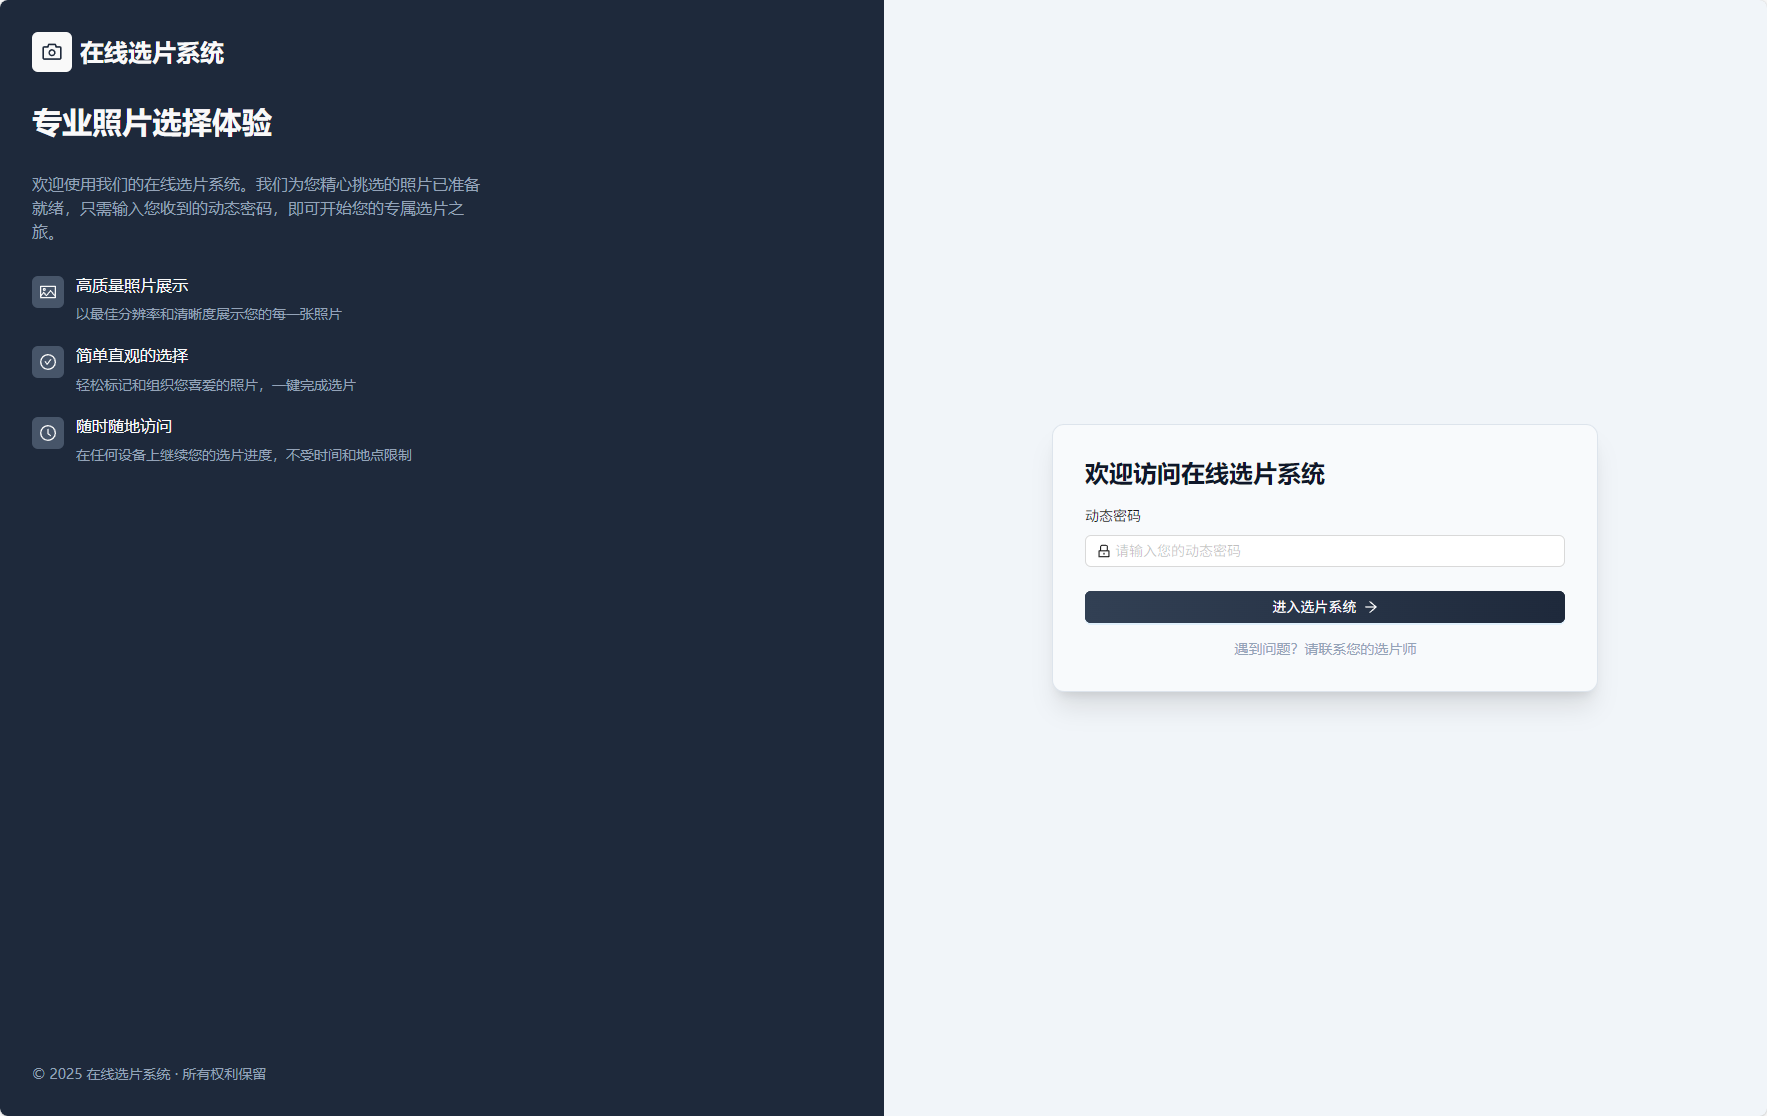 在线选片系统
专业照片选择体验
欢迎使用我们的在线选片系统。我们为您精心挑选的照片已准备
就绪，只需输入您收到的动态密码，即可开始您的专属选片之
旅。
高质量照片展示
以最佳分辨率和清晰度展示您的每一张照片
简单直观的选择
轻松标记和组织您喜爱的照片，一键完成选片
随时随地访问
在任何设备上继续您的选片进度，不受时间和地点限制
© 2025 在线选片系统 · 所有权利保留
欢迎访问在线选片系统
动态密码
请输入您的动态密码
进入选片系统 →
遇到问题？请联系您的选片师